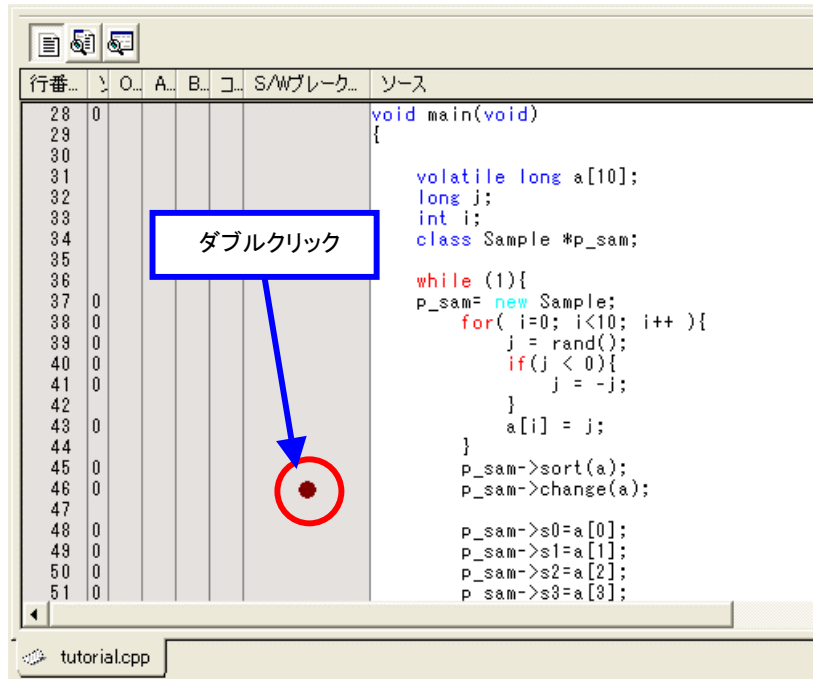 行番... ソ O... A... B... コ... S/Wブレーク... ソース
28 0 void main(void)
29 {
30
31 volatile long a[10];
32 long j;
33 int i;
34 class Sample *p_sam;
35
36 while (1){
37 0 p_sam= new Sample;
38 0 for( i=0; i<10; i++ ){
39 0 j = rand();
40 0 if(j < 0){
41 0 j = -j;
42 }
43 0 a[i] = j;
44 }
45 0 p_sam->sort(a);
46 0 p_sam->change(a);
47
48 0 p_sam->s0=a[0];
49 0 p_sam->s1=a[1];
50 0 p_sam->s2=a[2];
51 0 p_sam->s3=a[3];
ダブルクリック
tutorial.cpp